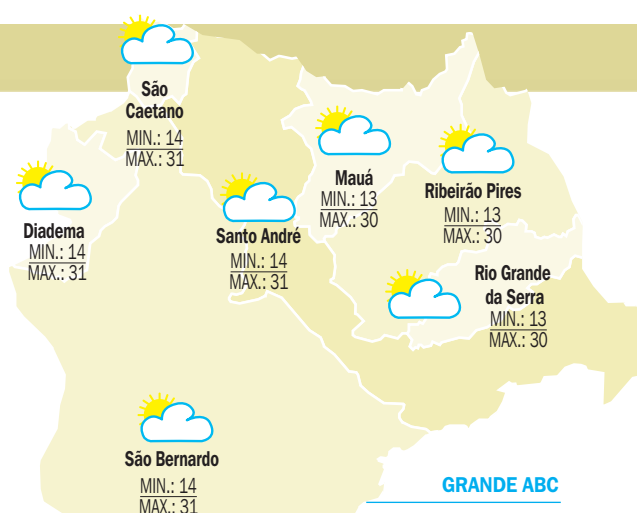 São
Caetano
MIN.: 14
MAX.: 31
Mauá
MIN.: 13
MAX.: 30
Ribeirão Pires
MIN.: 13
MAX.: 30
Diadema
MIN.: 14
MAX.: 31
Santo André
MIN.: 14
MAX.: 31
Rio Grande
da Serra
MIN.: 13
MAX.: 30
São Bernardo
MIN.: 14
MAX.: 31
GRANDE ABC